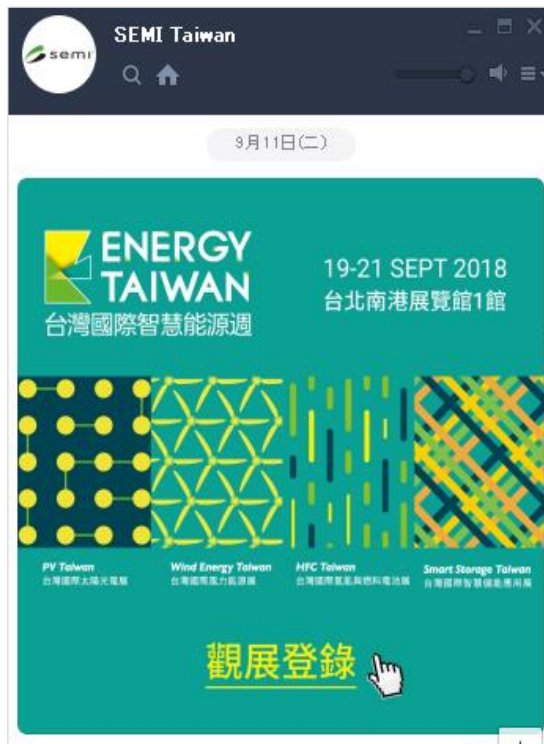 semi
SEMI Taiwan
9月11日(二)
ENERGY
TAIWAN
台灣國際智慧能源週
19-21 SEPT 2018
台北南港展覽館1館
PV Taiwan
台灣國際太陽光電展
Wind Energy Taiwan
台灣國際風力能源展
HFC Taiwan
台灣國際氫能與燃料電池展
Smart Storage Taiwan
台灣國際智慧儲能應用展
觀展登錄